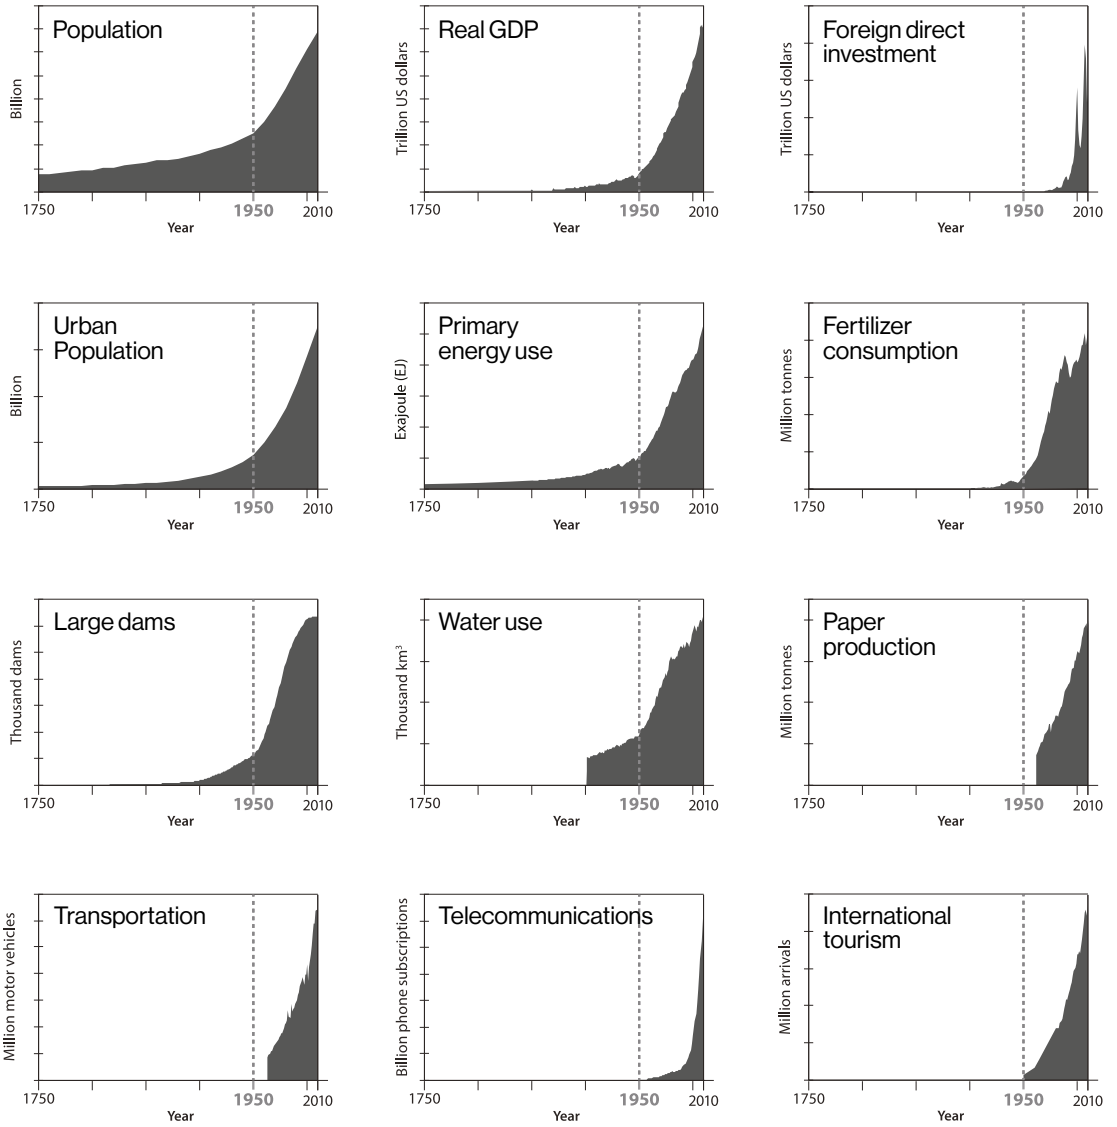 Population
Billion
1750
1950
2010
Year
Real GDP
Trillion US dollars
1750
1950
2010
Year
Foreign direct
investment
Trillion US dollars
1750
1950
2010
Year
Urban
Population
Billion
1750
1950
2010
Year
Primary
energy use
Exajoule (EJ)
1750
1950
2010
Year
Fertilizer
consumption
Million tonnes
1750
1950
2010
Year
Large dams
Thousand dams
1750
1950
2010
Year
Water use
Thousand km³
1750
1950
2010
Year
Paper
production
Million tonnes
1750
1950
2010
Year
Transportation
Million motor vehicles
1750
1950
2010
Year
Telecommunications
Billion phone subscriptions
1750
1950
2010
Year
International
tourism
Million arrivals
1750
1950
2010
Year